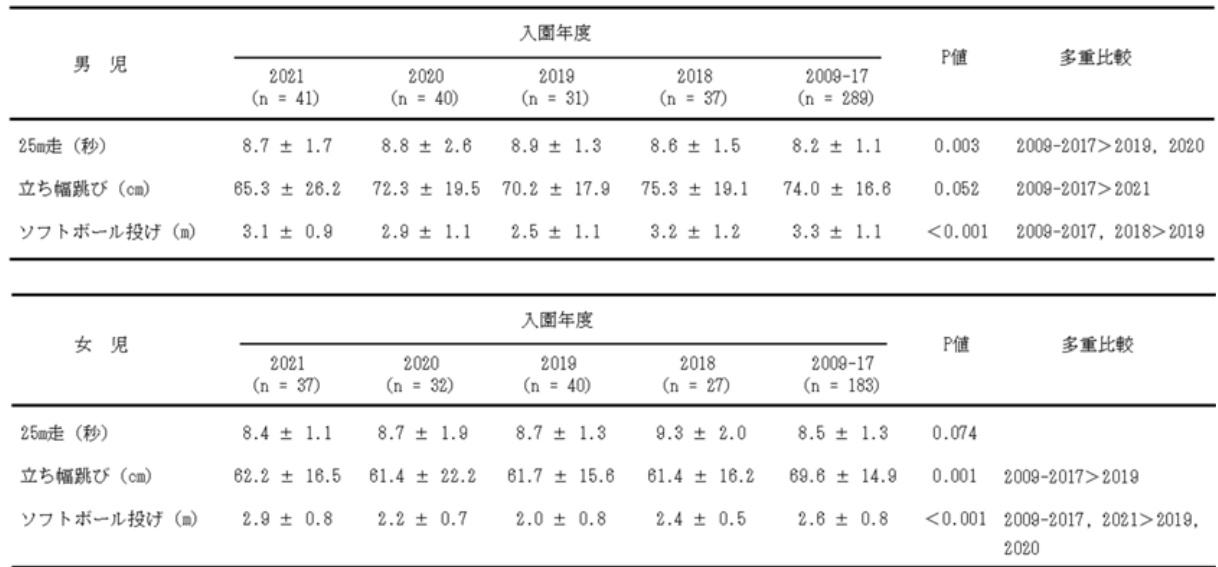 男 児 入園年度 P値 多重比較
2021 2020 2019 2018 2009-17
(n = 41) (n = 40) (n = 31) (n = 37) (n = 289)
25m走 (秒) 8.7 ± 1.7 8.8 ± 2.6 8.9 ± 1.3 8.6 ± 1.5 8.2 ± 1.1 0.003 2009-2017>2019, 2020
立ち幅跳び (cm) 65.3 ± 26.2 72.3 ± 19.5 70.2 ± 17.9 75.3 ± 19.1 74.0 ± 16.6 0.052 2009-2017>2021
ソフトボール投げ (m) 3.1 ± 0.9 2.9 ± 1.1 2.5 ± 1.1 3.2 ± 1.2 3.3 ± 1.1 <0.001 2009-2017, 2018>2019
女 児 入園年度 P値 多重比較
2021 2020 2019 2018 2009-17
(n = 37) (n = 32) (n = 40) (n = 27) (n = 183)
25m走 (秒) 8.4 ± 1.1 8.7 ± 1.9 8.7 ± 1.3 9.3 ± 2.0 8.5 ± 1.3 0.074
立ち幅跳び (cm) 62.2 ± 16.5 61.4 ± 22.2 61.7 ± 15.6 61.4 ± 16.2 69.6 ± 14.9 0.001 2009-2017>2019
ソフトボール投げ (m) 2.9 ± 0.8 2.2 ± 0.7 2.0 ± 0.8 2.4 ± 0.5 2.6 ± 0.8 <0.001 2009-2017, 2021>2019,
2020